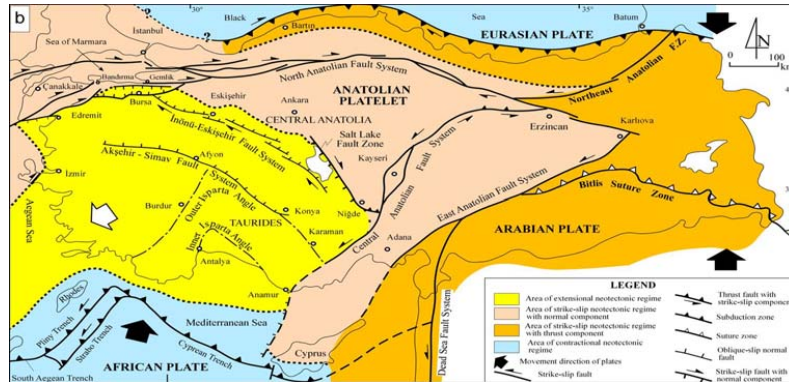 b
30°
35°
Black
Sea
Batum
Bartın
?
?
İstanbul
EURASIAN PLATE
N
0
100
km
Sea of Marmara
Bandırma
Gemlik
Çanakkale
North Anatolian Fault System
Northeast Anatolian F.Z.
ANATOLIAN
PLATELET
Bursa
Eskişehir
Ankara
Edremit
CENTRAL ANATOLIA
İnönü-Eskişehir Fault System
Salt Lake
Fault Zone
Erzincan
Karlıova
Kayseri
Akşehir - Simav Fault System
Afyon
İzmir
Aegean Sea
Outer Isparta Angle
Burdur
Konya
Niğde
TAURIDES
Karaman
Inner Isparta Angle
Antalya
Anamur
Adana
Central Anatolian Fault System
East Anatolian Fault System
Bitlis Suture Zone
ARABIAN PLATE
Rhodes
Pliny Trench
Strabo Trench
Mediterranean Sea
Cyprean Trench
Cyprus
AFRICAN PLATE
South Aegean Trench
Dead Sea Fault System
LEGEND
Area of extensional neotectonic regime
Area of strike-slip neotectonic regime
with normal component
Area of strike-slip neotectonic regime
with thrust component
Area of contractional neotectonic
regime
Movement direction of plates
Strike-slip fault
Thrust fault with
strike-slip component
Subduction zone
Suture zone
Oblique-slip normal
fault
Strike-slip fault with
normal component